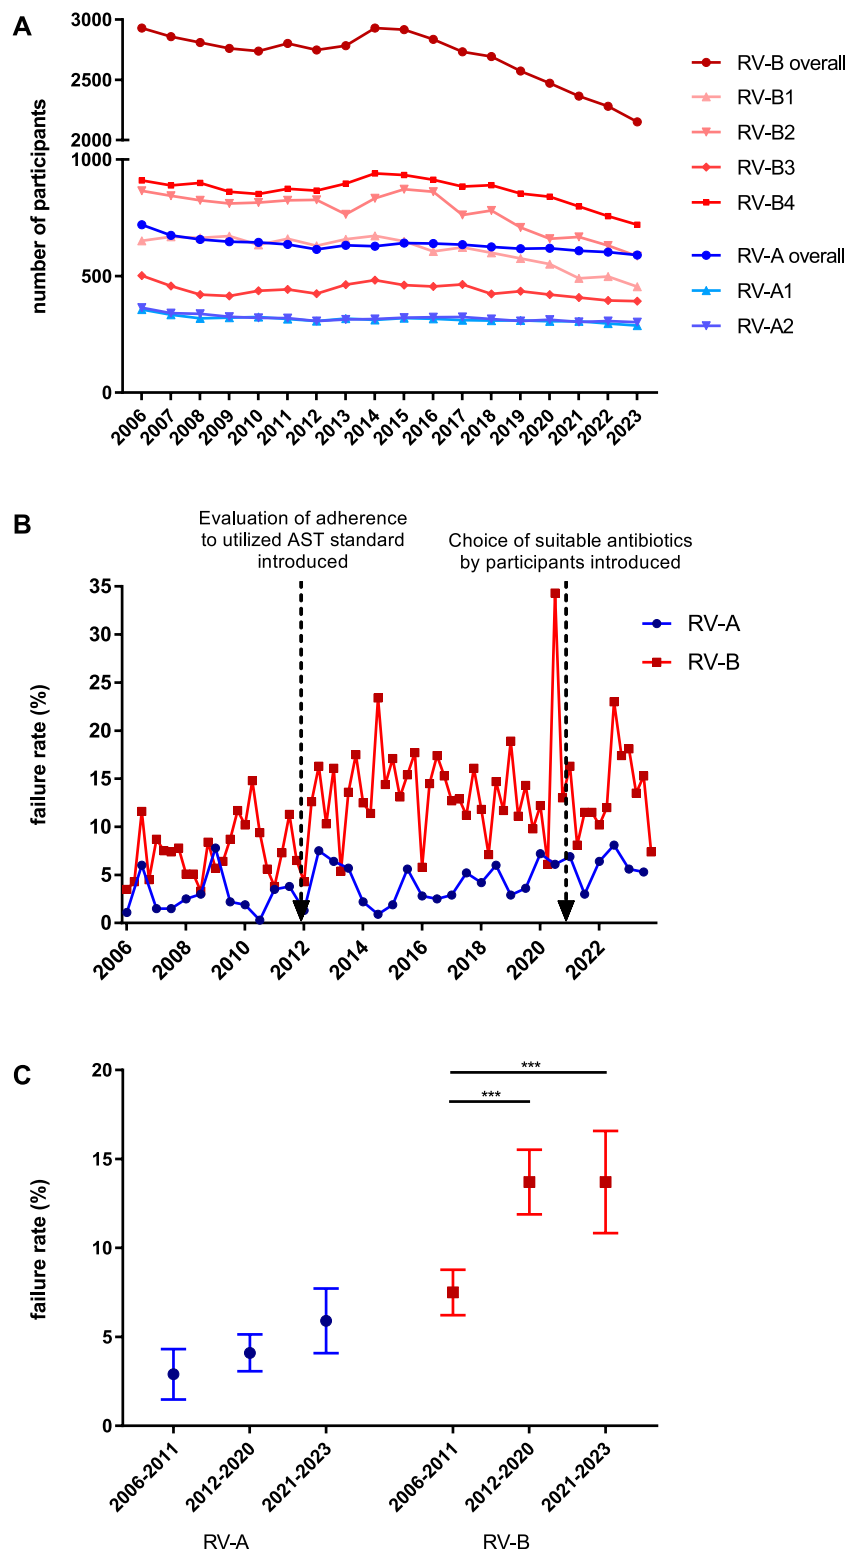 A
number of participants
3000
2500
2000
1000
500
0
2006
2007
2008
2009
2010
2011
2012
2013
2014
2015
2016
2017
2018
2019
2020
2021
2022
2023
RV-B overall
RV-B1
RV-B2
RV-B3
RV-B4
RV-A overall
RV-A1
RV-A2
B
Evaluation of adherence
to utilized AST standard
introduced
Choice of suitable antibiotics
by participants introduced
failure rate (%)
35
30
25
20
15
10
5
0
2006
2008
2010
2012
2014
2016
2018
2020
2022
RV-A
RV-B
C
failure rate (%)
20
15
10
5
0
***
***
2006-2011
2012-2020
2021-2023
2006-2011
2012-2020
2021-2023
RV-A
RV-B